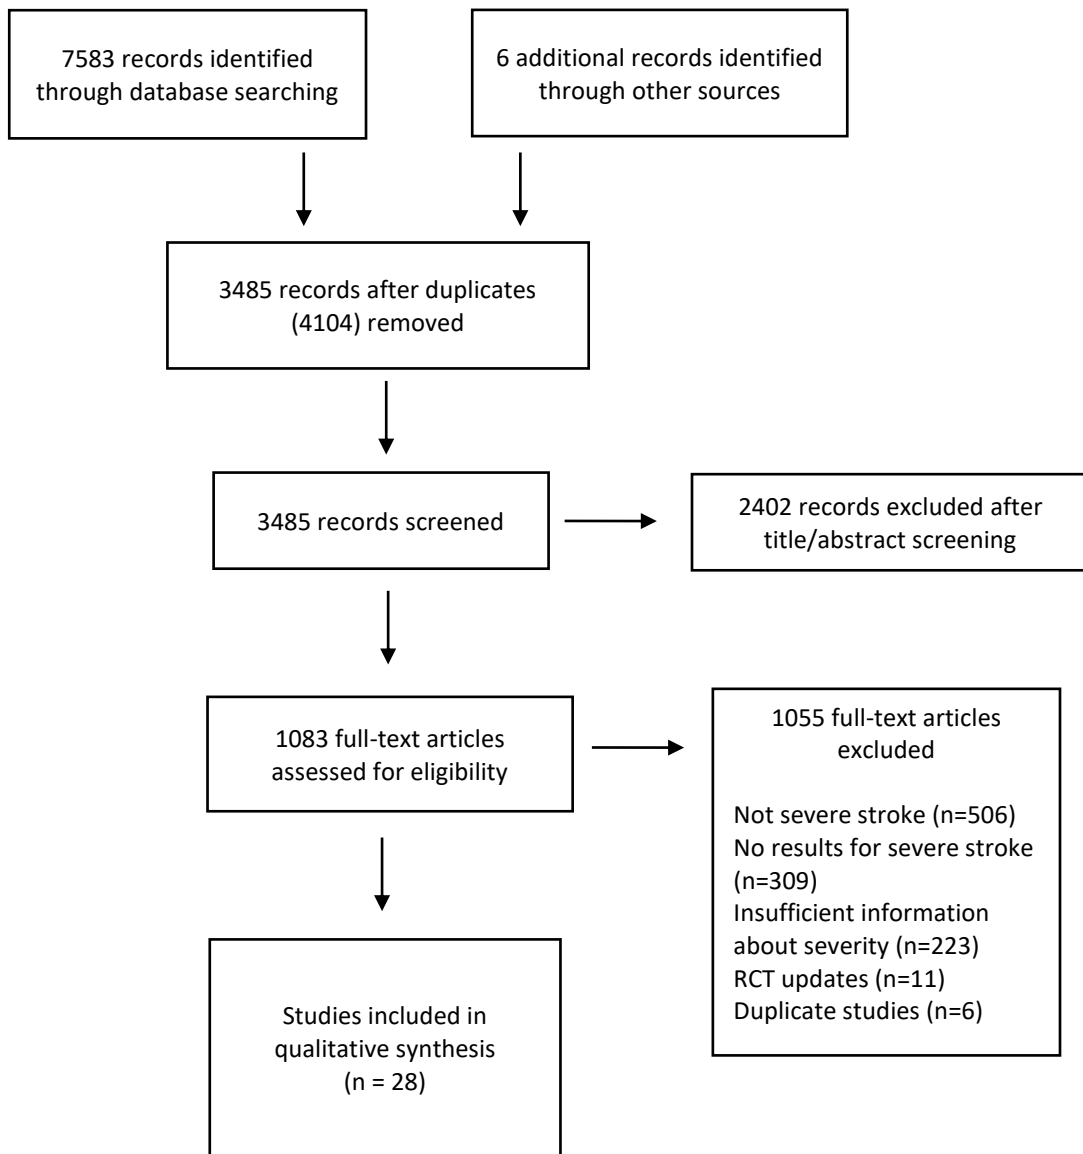 7583 records identified
through database searching
6 additional records identified
through other sources
3485 records after duplicates
(4104) removed
3485 records screened
2402 records excluded after
title/abstract screening
1083 full-text articles
assessed for eligibility
1055 full-text articles
excluded
Not severe stroke (n=506)
No results for severe stroke
(n=309)
Insufficient information
about severity (n=223)
RCT updates (n=11)
Duplicate studies (n=6)
Studies included in
qualitative synthesis
(n = 28)